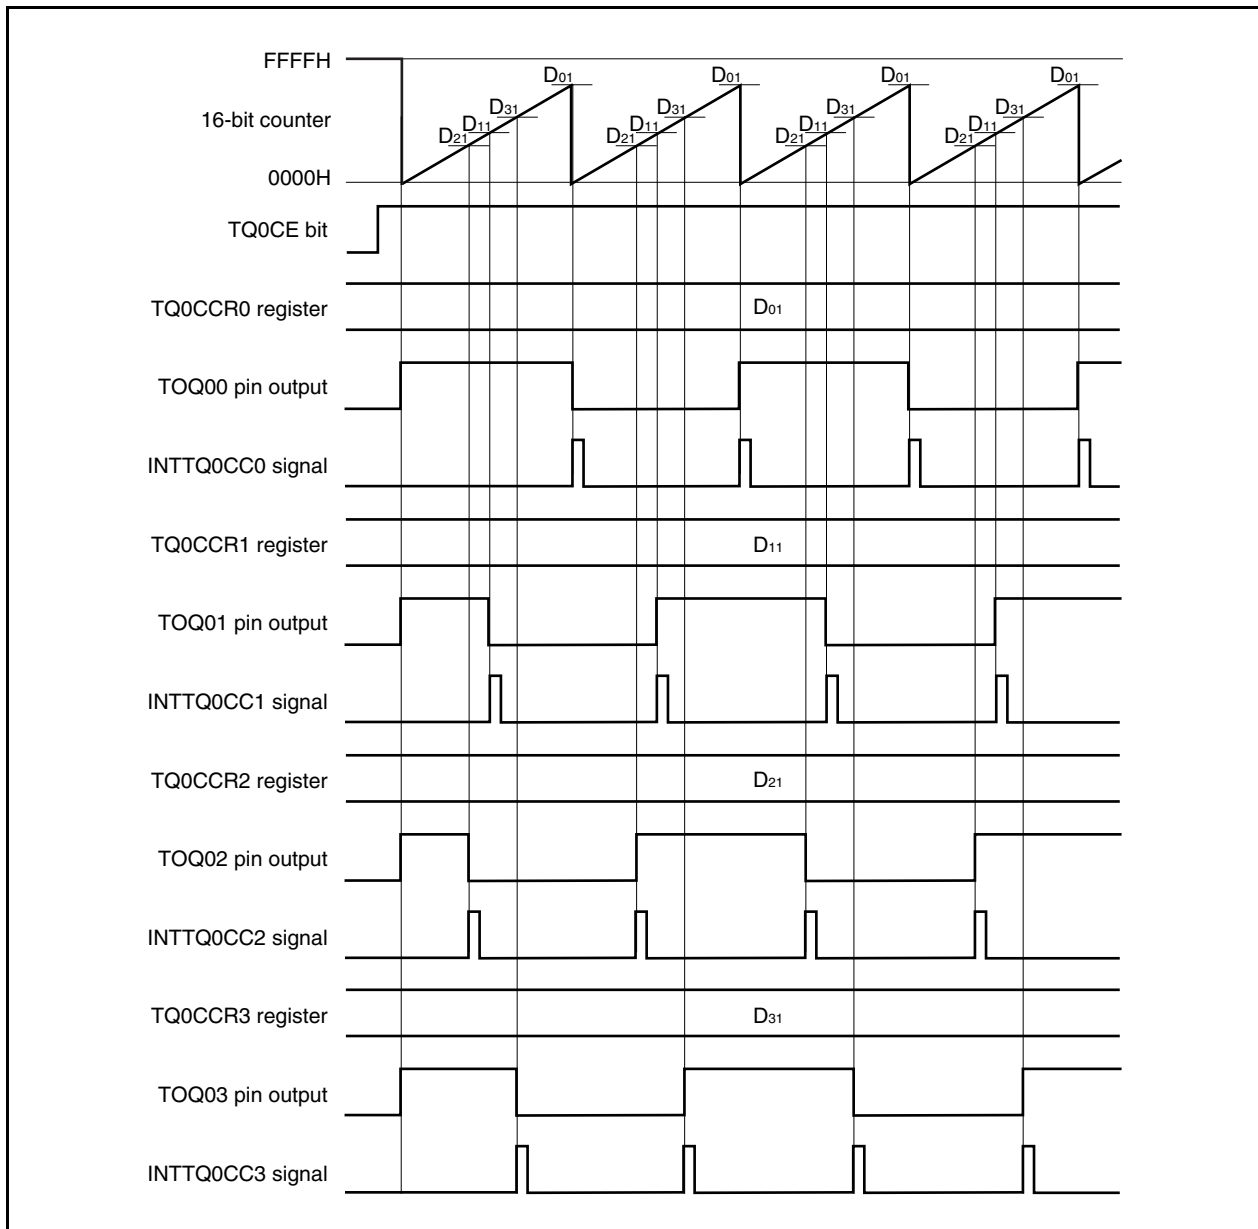 FFFFH
D01 D01 D01 D01
D31 D31 D31 D31
16-bit counter
D11 D11 D11 D11
D21 D21 D21 D21
0000H
TQ0CE bit
TQ0CCR0 register D01
TOQ00 pin output
INTTQ0CC0 signal
TQ0CCR1 register D11
TOQ01 pin output
INTTQ0CC1 signal
TQ0CCR2 register D21
TOQ02 pin output
INTTQ0CC2 signal
TQ0CCR3 register D31
TOQ03 pin output
INTTQ0CC3 signal